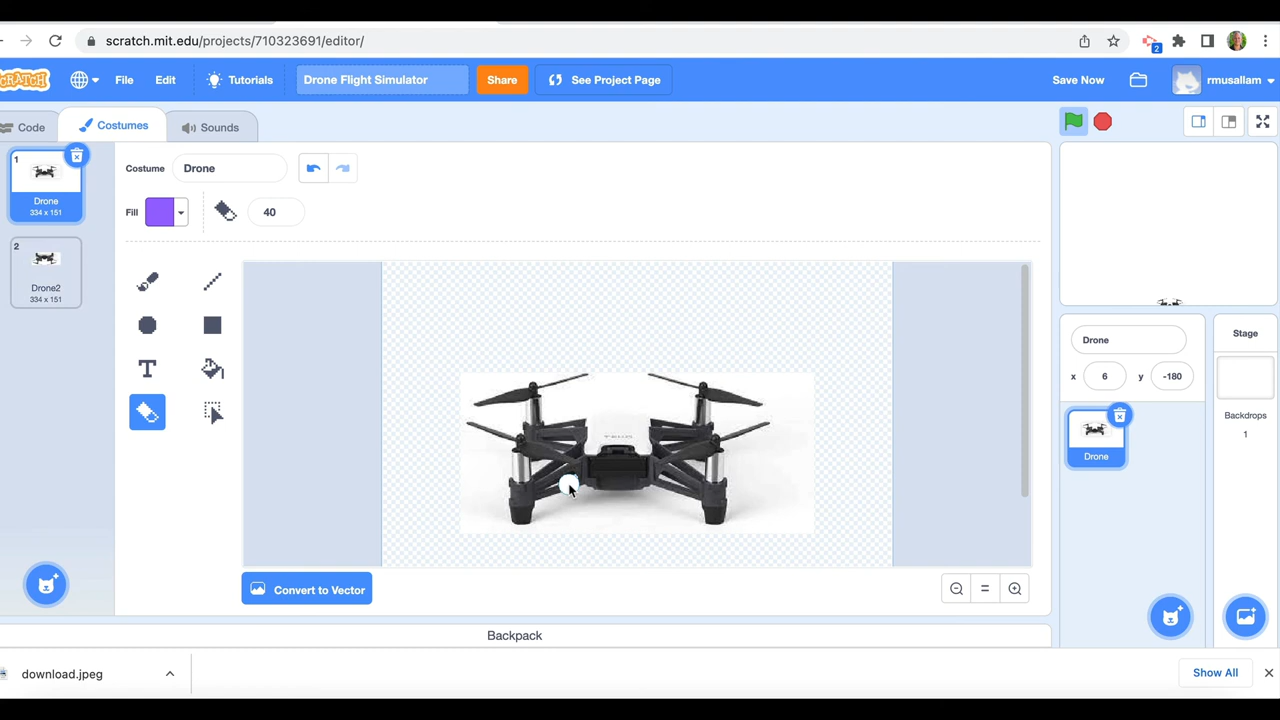 scratch.mit.edu/projects/710323691/editor/
2
SCRATCH File Edit Tutorials Drone Flight Simulator Share See Project Page Save Now rmusallam
Code Costumes Sounds
1
Drone
334 x 151
2
Drone2
334 x 151
Costume Drone
Fill 40
T
TELLO
Convert to Vector
Drone
x 6 y -180
Drone
Stage
Backdrops
1
Backpack
download.jpeg Show All